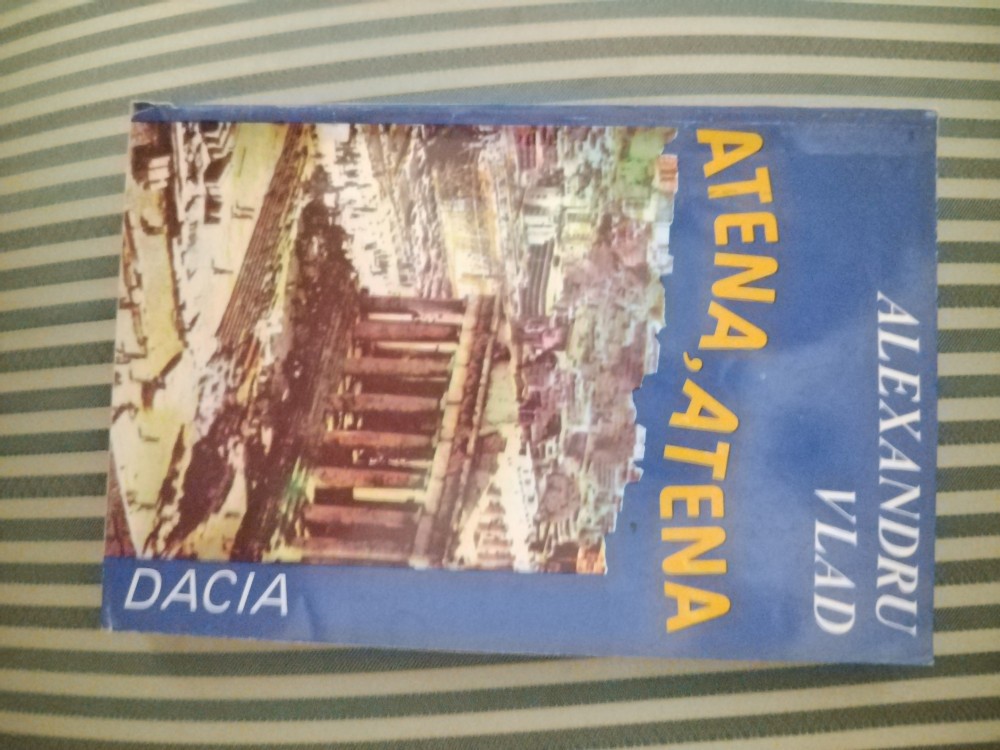 ALEXANDRU
VLAD
ATENA, ATENA
DACIA